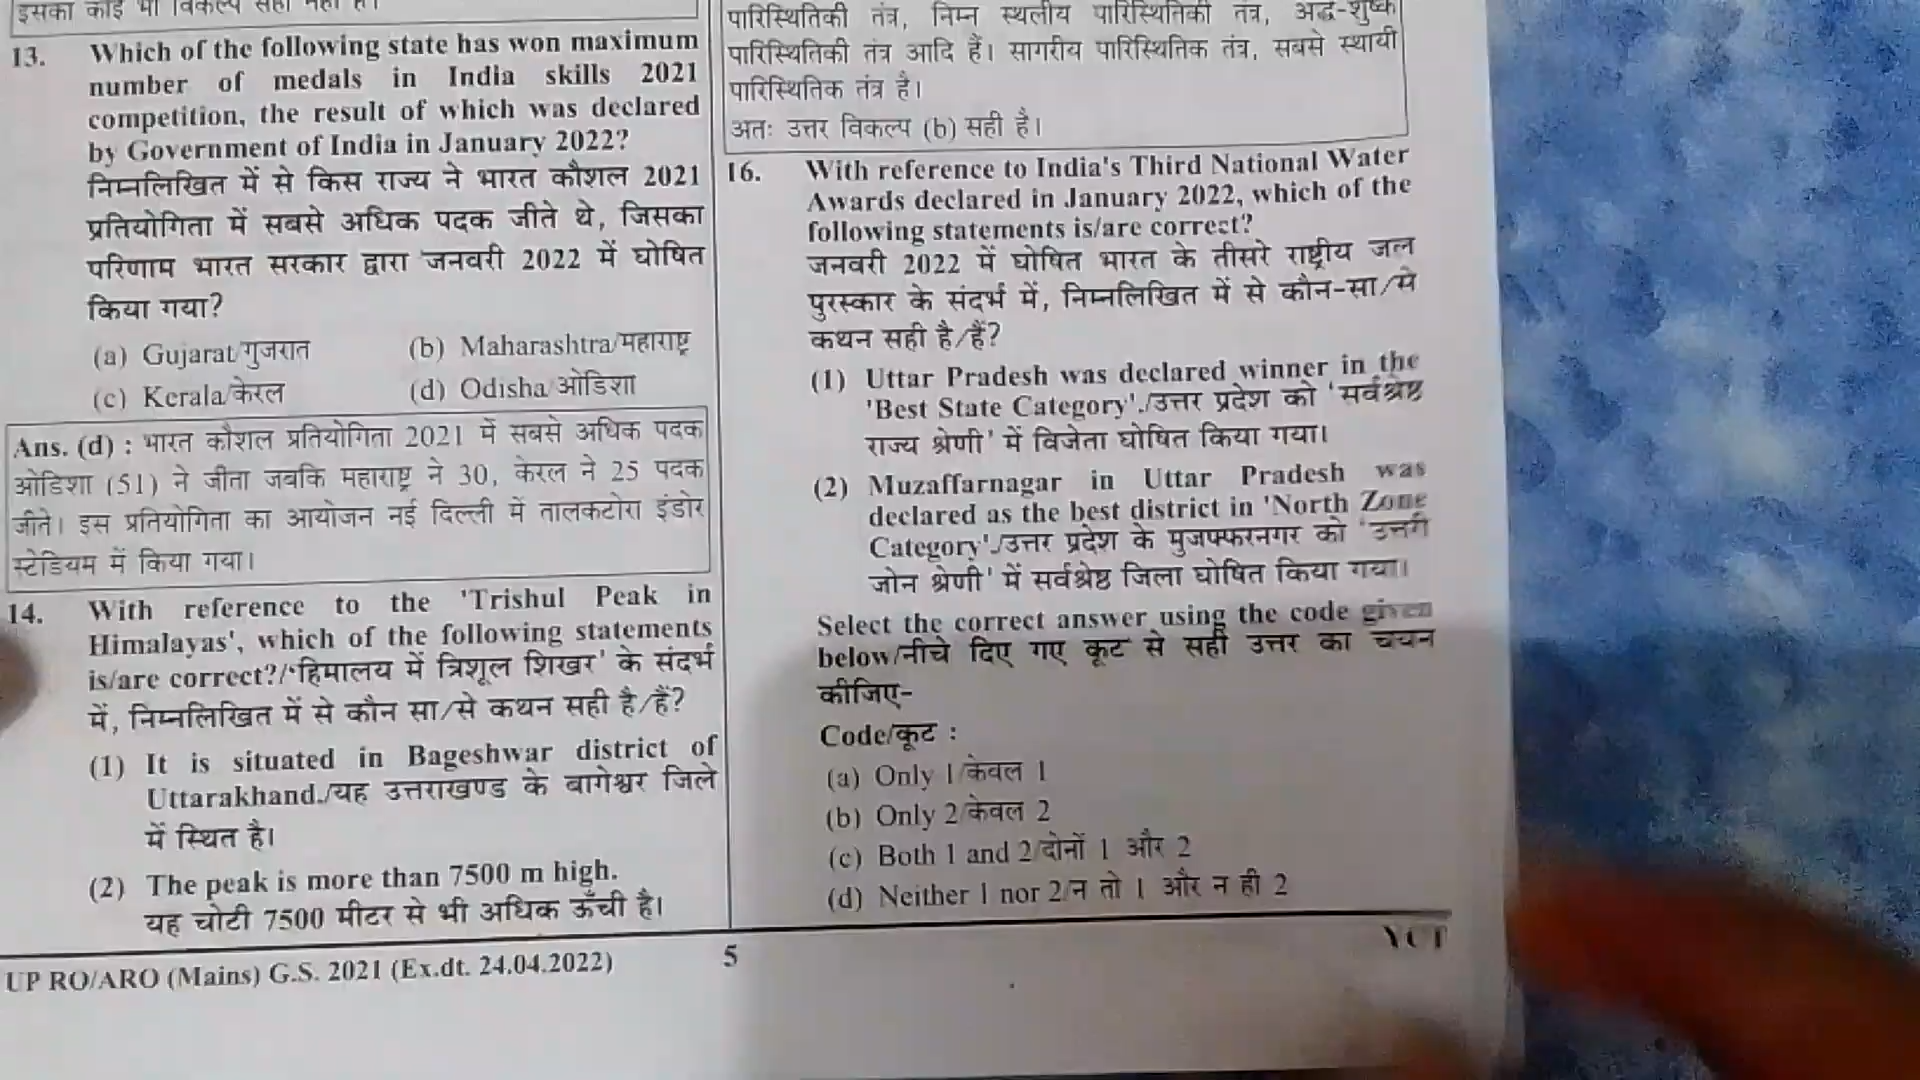 इसका कोई भी विकल्प सही नहीं है।
13. Which of the following state has won maximum
number of medals in India skills 2021
competition, the result of which was declared
by Government of India in January 2022?
निम्नलिखित में से किस राज्य ने भारत कौशल 2021
प्रतियोगिता में सबसे अधिक पदक जीते थे, जिसका
परिणाम भारत सरकार द्वारा जनवरी 2022 में घोषित
किया गया?
(a) Gujarat/गुजरात (b) Maharashtra/महाराष्ट्र
(c) Kerala/केरल (d) Odisha/ओडिशा
Ans. (d) : भारत कौशल प्रतियोगिता 2021 में सबसे अधिक पदक
ओडिशा (51) ने जीता जबकि महाराष्ट्र ने 30, केरल ने 25 पदक
जीते। इस प्रतियोगिता का आयोजन नई दिल्ली में तालकटोरा इंडोर
स्टेडियम में किया गया।
14. With reference to the 'Trishul Peak in
Himalayas', which of the following statements
is/are correct?/'हिमालय में त्रिशूल शिखर' के संदर्भ
में, निम्नलिखित में से कौन सा/से कथन सही है/हैं?
(1) It is situated in Bageshwar district of
Uttarakhand./यह उत्तराखण्ड के बागेश्वर जिले
में स्थित है।
(2) The peak is more than 7500 m high.
यह चोटी 7500 मीटर से भी अधिक ऊँची है।
पारिस्थितिकी तंत्र, निम्न स्थलीय पारिस्थितिकी तंत्र, अर्द्ध-शुष्क
पारिस्थितिकी तंत्र आदि हैं। सागरीय पारिस्थितिक तंत्र, सबसे स्थायी
पारिस्थितिक तंत्र है।
अतः उत्तर विकल्प (b) सही है।
16. With reference to India's Third National Water
Awards declared in January 2022, which of the
following statements is/are correct?
जनवरी 2022 में घोषित भारत के तीसरे राष्ट्रीय जल
पुरस्कार के संदर्भ में, निम्नलिखित में से कौन-सा/से
कथन सही है/हैं?
(1) Uttar Pradesh was declared winner in the
'Best State Category'./उत्तर प्रदेश को 'सर्वश्रेष्ठ
राज्य श्रेणी' में विजेता घोषित किया गया।
(2) Muzaffarnagar in Uttar Pradesh was
declared as the best district in 'North Zone
Category'./उत्तर प्रदेश के मुजफ्फरनगर को 'उत्तरी
जोन श्रेणी' में सर्वश्रेष्ठ जिला घोषित किया गया।
Select the correct answer using the code given
below/नीचे दिए गए कूट से सही उत्तर का चयन
कीजिए-
Code/कूट :
(a) Only 1/केवल 1
(b) Only 2/केवल 2
(c) Both 1 and 2/दोनों 1 और 2
(d) Neither 1 nor 2/न तो 1 और न ही 2
UP RO/ARO (Mains) G.S. 2021 (Ex.dt. 24.04.2022) 5 YCT